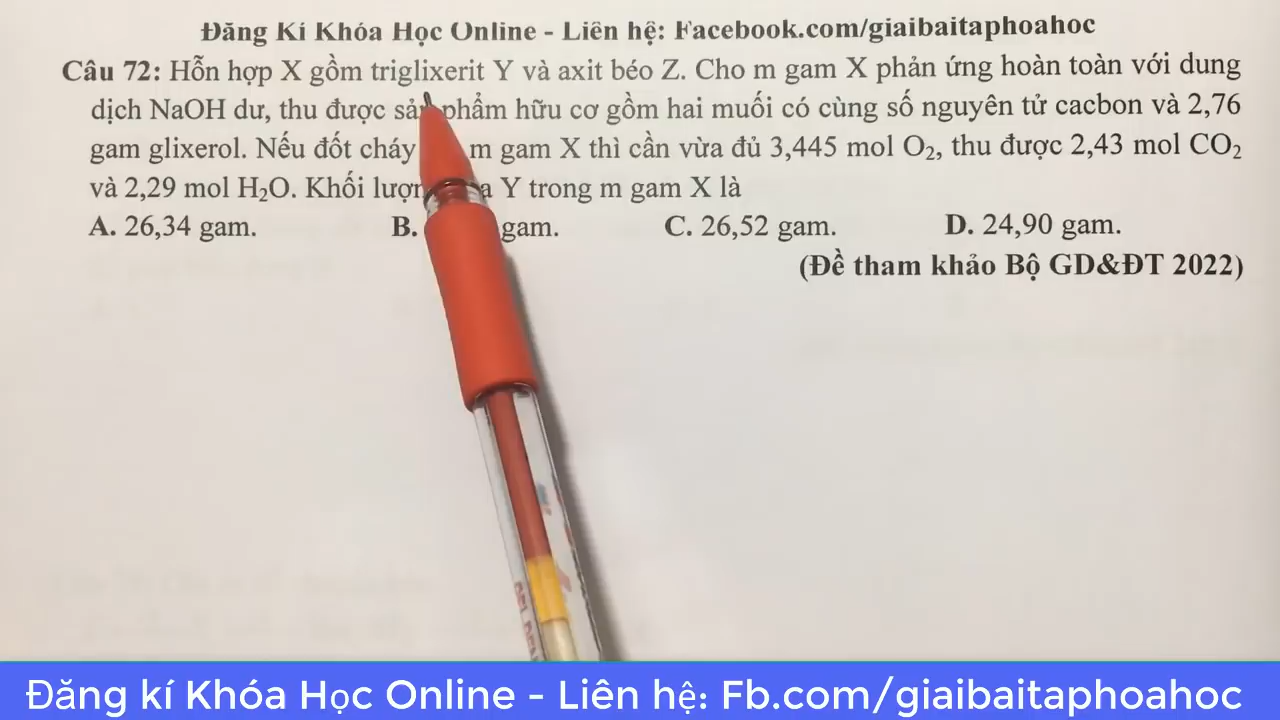 Đăng Kí Khóa Học Online - Liên hệ: Facebook.com/giaibaitaphoahoc
Câu 72: Hỗn hợp X gồm triglixerit Y và axit béo Z. Cho m gam X phản ứng hoàn toàn với dung
dịch NaOH dư, thu được sản phẩm hữu cơ gồm hai muối có cùng số nguyên tử cacbon và 2,76
gam glixerol. Nếu đốt cháy m gam X thì cần vừa đủ 3,445 mol O₂, thu được 2,43 mol CO₂
và 2,29 mol H₂O. Khối lượn a Y trong m gam X là
A. 26,34 gam. B. gam. C. 26,52 gam. D. 24,90 gam.
(Đề tham khảo Bộ GD&ĐT 2022)
Đăng kí Khóa Học Online - Liên hệ: Fb.com/giaibaitaphoahoc